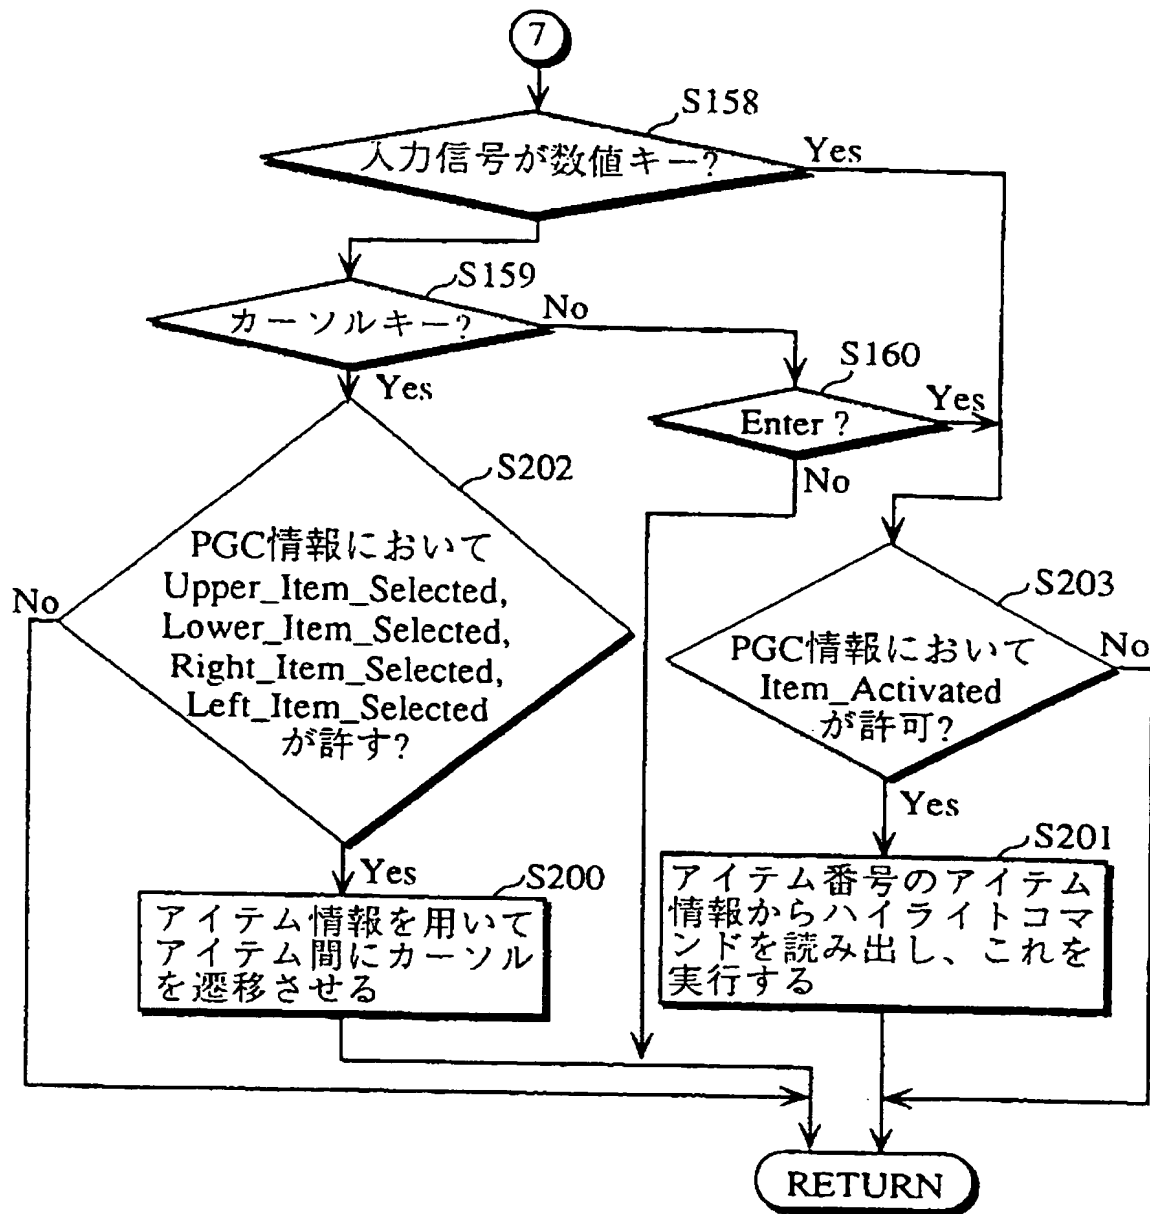 7
S158
入力信号が数値キー?
Yes
S159
カーソルキー?
No
Yes
S160
Enter ?
Yes
No
S202
PGC情報において
Upper_Item_Selected,
Lower_Item_Selected,
Right_Item_Selected,
Left_Item_Selected
が許す?
No
Yes
S203
PGC情報において
Item_Activated
が許可?
No
Yes
S200
アイテム情報を用いて
アイテム間にカーソル
を遷移させる
S201
アイテム番号のアイテム
情報からハイライトコマ
ンドを読み出し、これを
実行する
RETURN